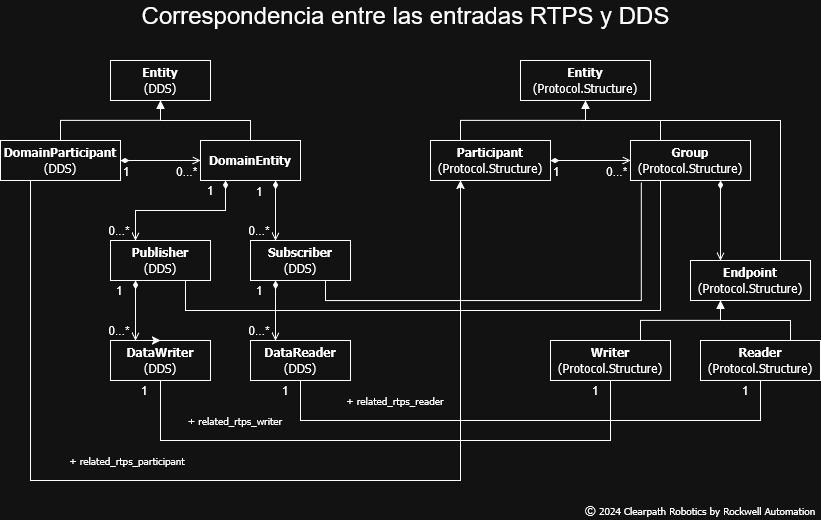 Correspondencia entre las entradas RTPS y DDS
Entity
(DDS)
Entity
(Protocol.Structure)
DomainParticipant
(DDS)
1
0...*
DomainEntity
Participant
(Protocol.Structure)
1
0...*
Group
(Protocol.Structure)
1
1
0...*
0...*
Publisher
(DDS)
Subscriber
(DDS)
Endpoint
(Protocol.Structure)
1
1
0...*
0...*
DataWriter
(DDS)
DataReader
(DDS)
Writer
(Protocol.Structure)
Reader
(Protocol.Structure)
1
1
1
1
+ related_rtps_reader
+ related_rtps_writer
+ related_rtps_participant
© 2024 Clearpath Robotics by Rockwell Automation